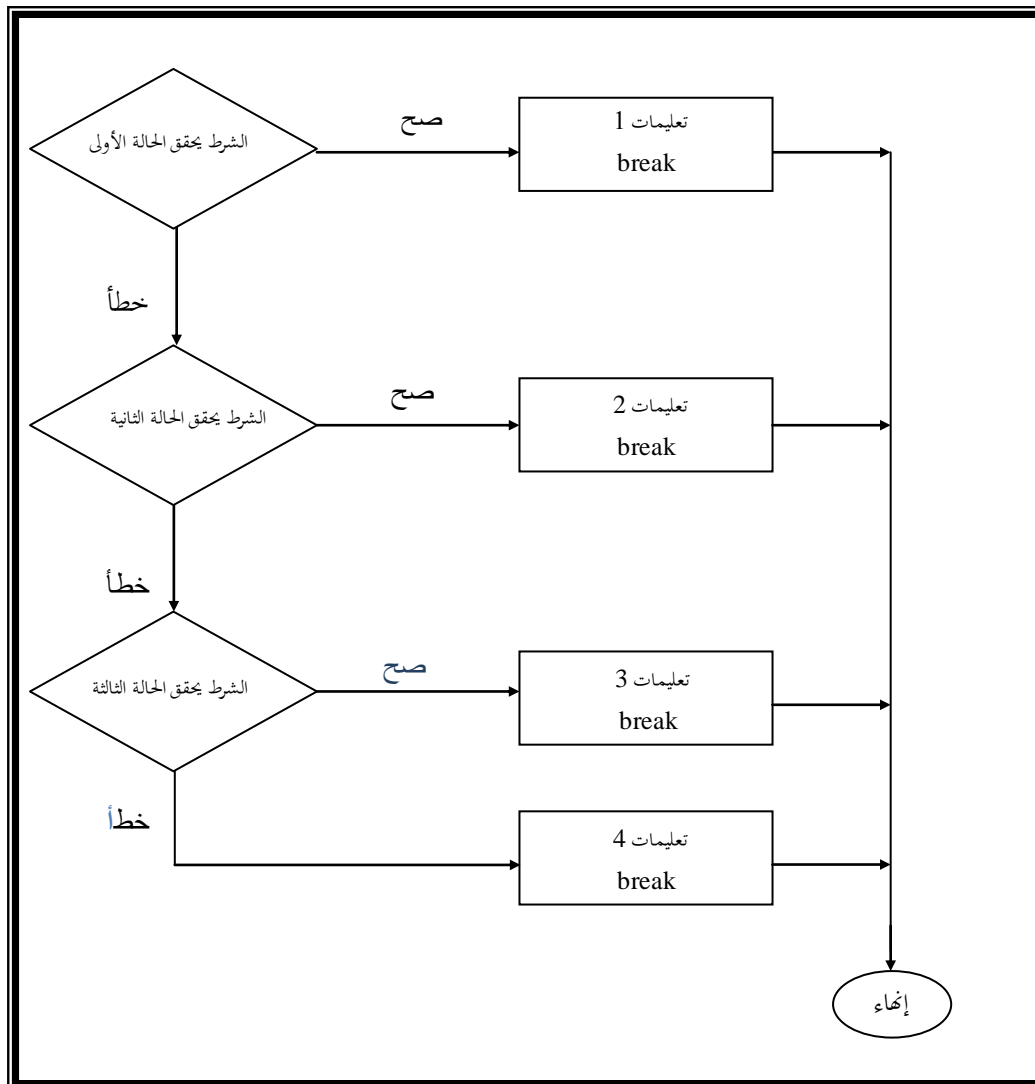 الشرط يحقق الحالة الأولى
صح
تعليمات 1
break
خطأ
الشرط يحقق الحالة الثانية
صح
تعليمات 2
break
خطأ
الشرط يحقق الحالة الثالثة
صح
تعليمات 3
break
خطأ
تعليمات 4
break
إنهاء